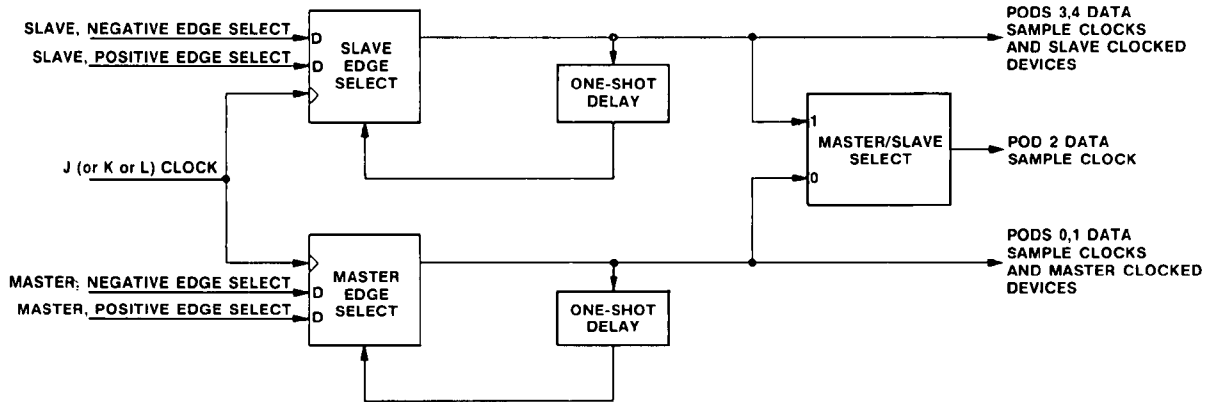 SLAVE, NEGATIVE EDGE SELECT
SLAVE, POSITIVE EDGE SELECT
D
D
SLAVE
EDGE
SELECT
ONE-SHOT
DELAY
PODS 3,4 DATA
SAMPLE CLOCKS
AND SLAVE CLOCKED
DEVICES
J (or K or L) CLOCK
1
0
MASTER/SLAVE
SELECT
POD 2 DATA
SAMPLE CLOCK
MASTER, NEGATIVE EDGE SELECT
MASTER, POSITIVE EDGE SELECT
D
D
MASTER
EDGE
SELECT
ONE-SHOT
DELAY
PODS 0,1 DATA
SAMPLE CLOCKS
AND MASTER CLOCKED
DEVICES